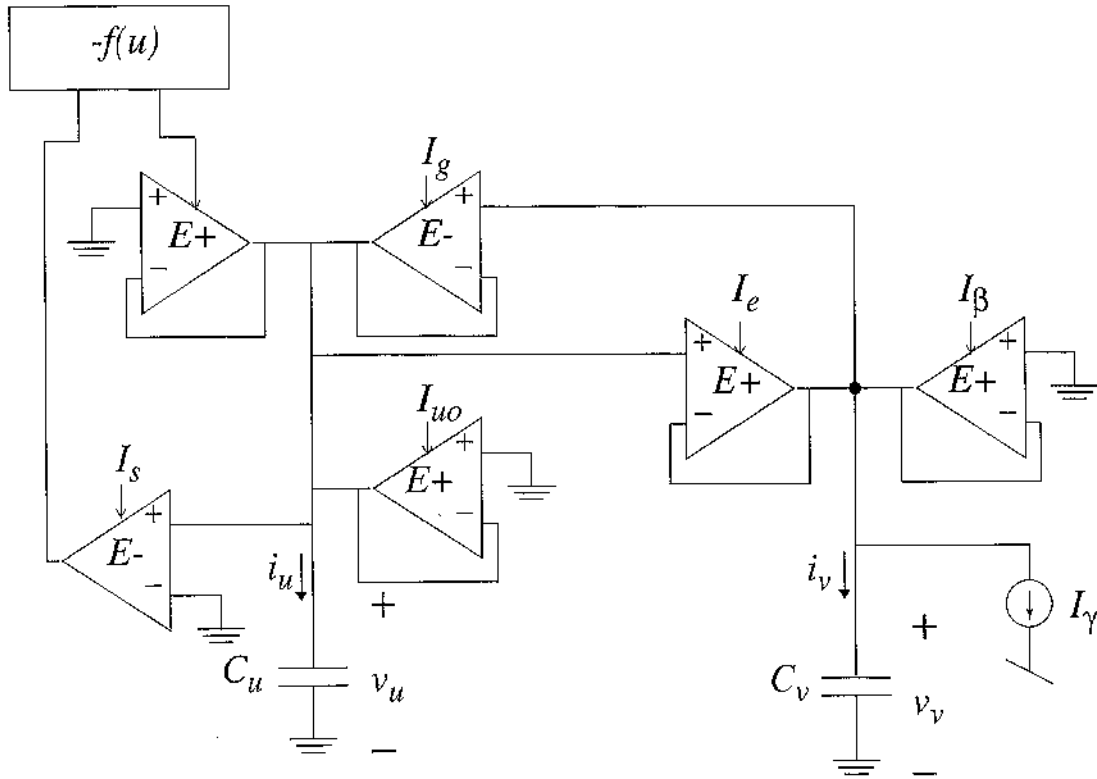 -f(u)
I_g
+
E+
−
+
E-
−
I_e
+
E+
−
I_β
+
E+
−
I_uo
+
E+
−
I_s
+
E-
−
i_u
+
C_u
v_u
−
i_v
+
I_γ
C_v
v_v
−